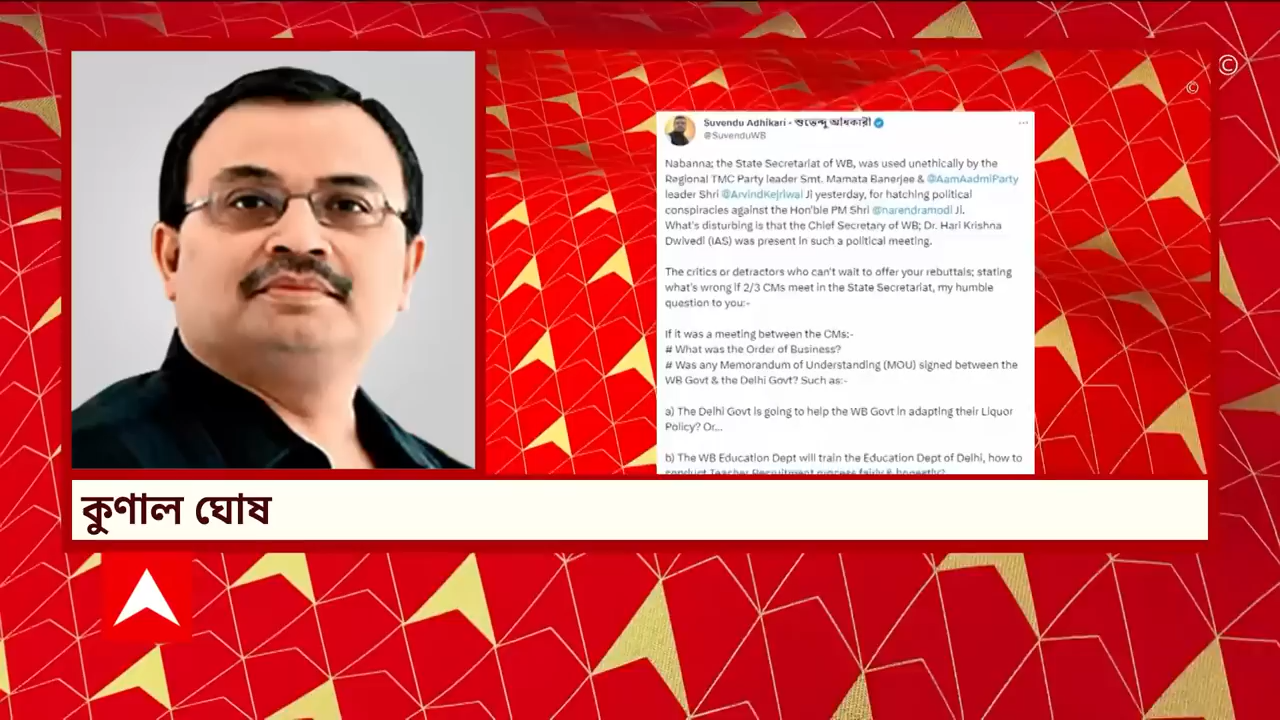 Suvendu Adhikari - শুভেন্দু অধিকারী
@SuvenduWB
Nabanna; the State Secretariat of WB, was used unethically by the
Regional TMC Party leader Smt. Mamata Banerjee & @AamAadmiParty
leader Shri @ArvindKejriwal Ji yesterday, for hatching political
conspiracies against the Hon'ble PM Shri @narendramodi Ji.
What's disturbing is that the Chief Secretary of WB; Dr. Hari Krishna
Dwivedi (IAS) was present in such a political meeting.
The critics or detractors who can't wait to offer your rebuttals; stating
what's wrong if 2/3 CMs meet in the State Secretariat, my humble
question to you:-
If it was a meeting between the CMs:-
# What was the Order of Business?
# Was any Memorandum of Understanding (MOU) signed between the
WB Govt & the Delhi Govt? Such as:-
a) The Delhi Govt is going to help the WB Govt in adapting their Liquor
Policy? Or...
b) The WB Education Dept will train the Education Dept of Delhi, how to
conduct Teacher Recruitment process fairly & honestly?
কুণাল ঘোষ
©
©